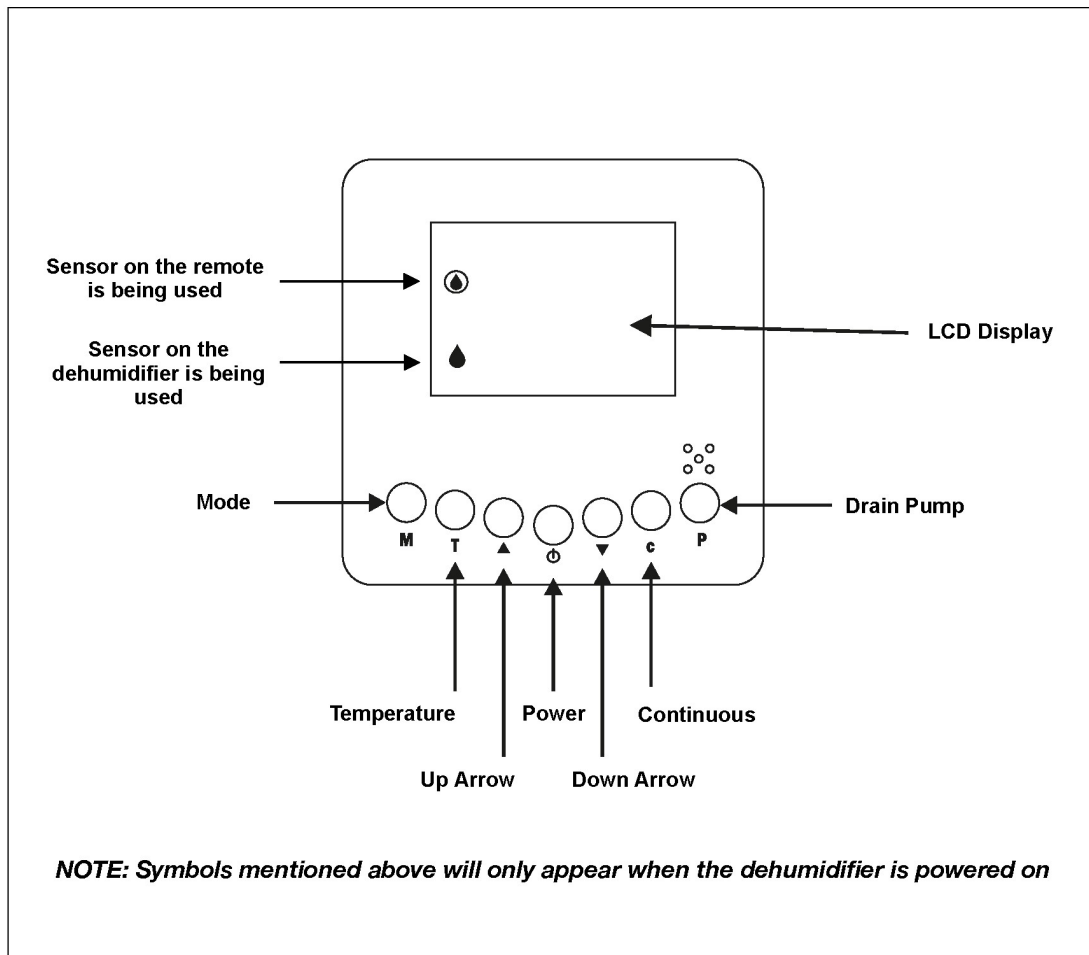 Sensor on the remote
is being used
LCD Display
Sensor on the
dehumidifier is being
used
Mode
Drain Pump
M
T
▲
▼
c
P
Temperature
Power
Continuous
Up Arrow
Down Arrow
NOTE: Symbols mentioned above will only appear when the dehumidifier is powered on